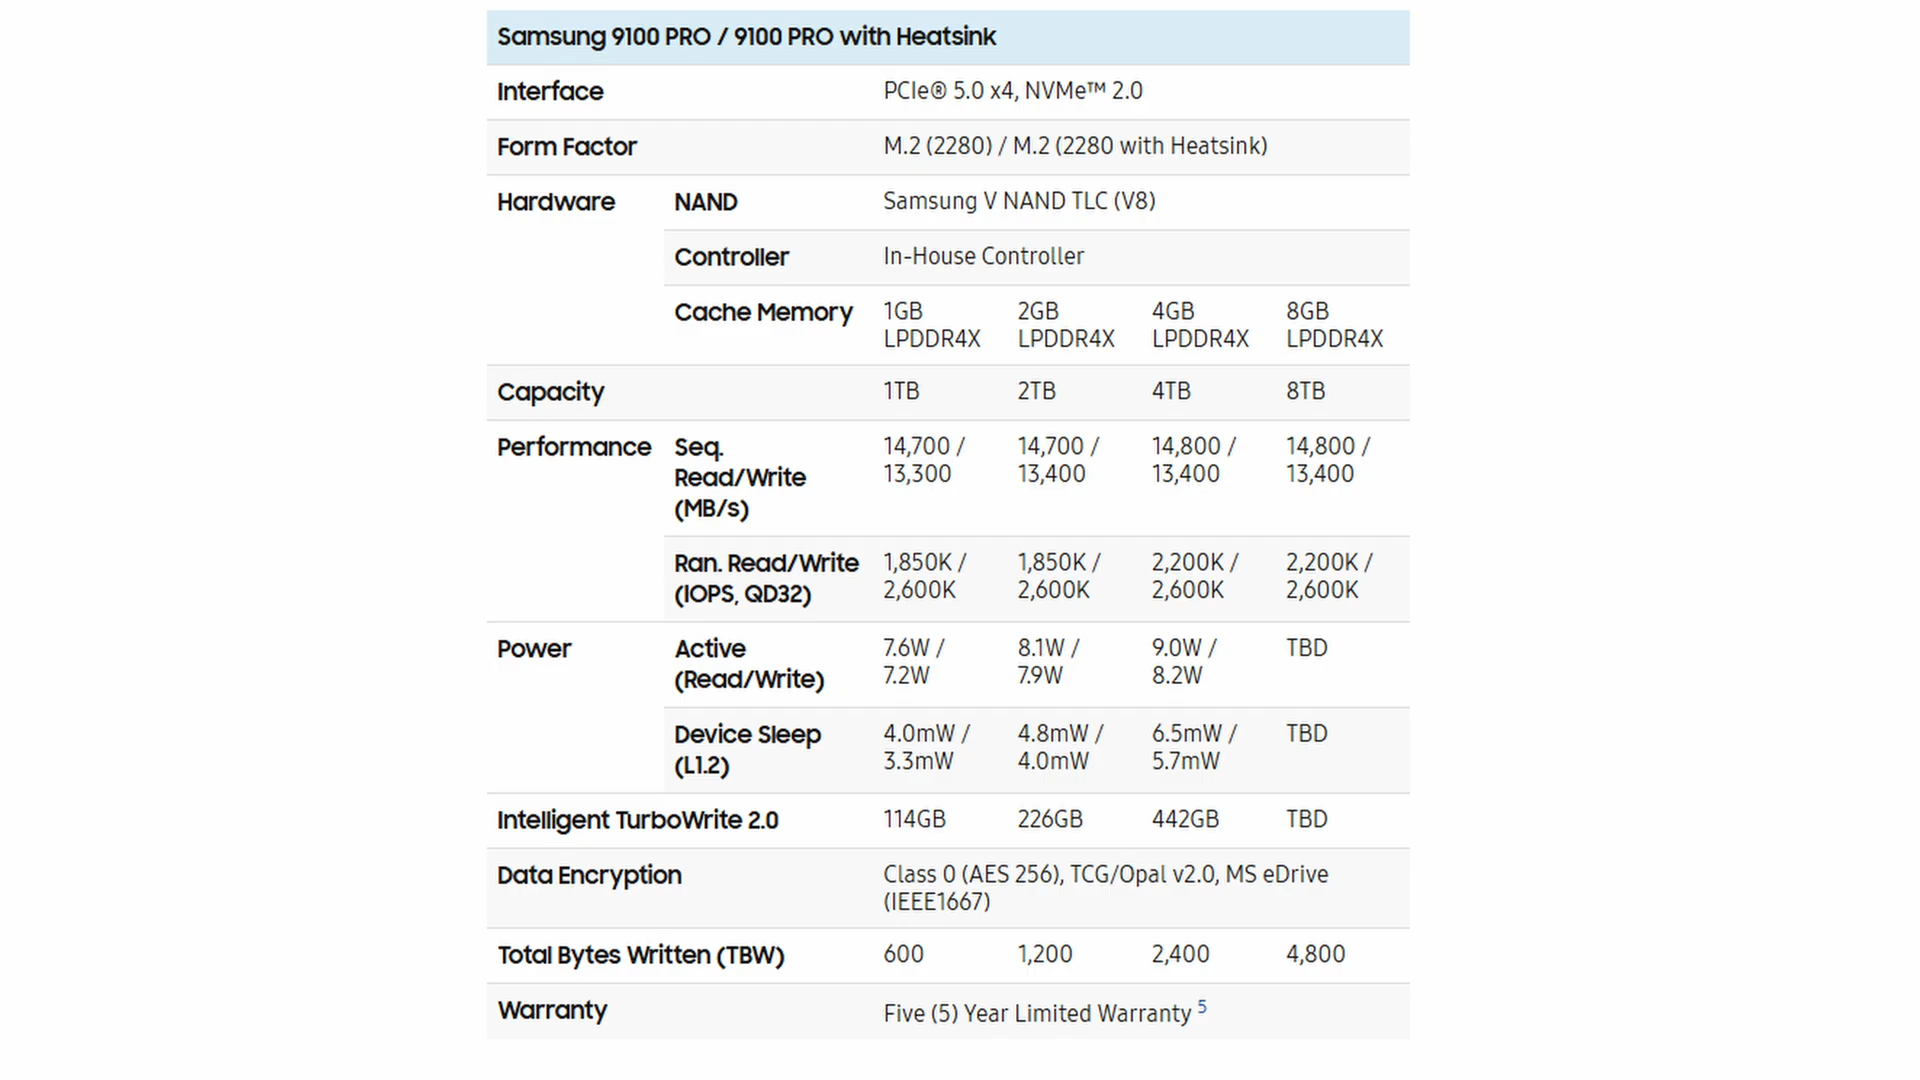 Samsung 9100 PRO / 9100 PRO with Heatsink
Interface PCIe® 5.0 x4, NVMe™ 2.0
Form Factor M.2 (2280) / M.2 (2280 with Heatsink)
Hardware NAND Samsung V NAND TLC (V8)
Controller In-House Controller
Cache Memory 1GB 2GB 4GB 8GB
LPDDR4X LPDDR4X LPDDR4X LPDDR4X
Capacity 1TB 2TB 4TB 8TB
Performance Seq. 14,700 / 14,700 / 14,800 / 14,800 /
Read/Write 13,300 13,400 13,400 13,400
(MB/s)
Ran. Read/Write 1,850K / 1,850K / 2,200K / 2,200K /
(IOPS, QD32) 2,600K 2,600K 2,600K 2,600K
Power Active 7.6W / 8.1W / 9.0W / TBD
(Read/Write) 7.2W 7.9W 8.2W
Device Sleep 4.0mW / 4.8mW / 6.5mW / TBD
(L1.2) 3.3mW 4.0mW 5.7mW
Intelligent TurboWrite 2.0 114GB 226GB 442GB TBD
Data Encryption Class 0 (AES 256), TCG/Opal v2.0, MS eDrive
(IEEE1667)
Total Bytes Written (TBW) 600 1,200 2,400 4,800
Warranty Five (5) Year Limited Warranty 5